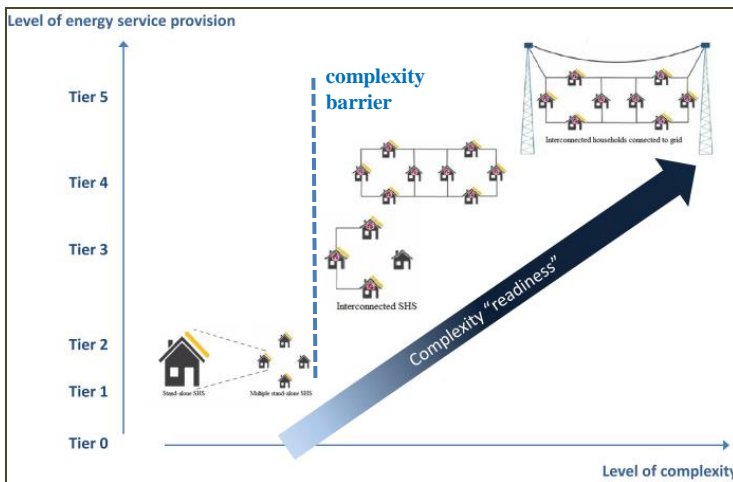 Level of energy service provision
complexity
barrier
Tier 5
Interconnected households connected to grid
Tier 4
Tier 3
Interconnected SHS
Complexity "readiness"
Tier 2
Tier 1
Stand-alone SHS
Multiple stand-alone SHS
Tier 0
Level of complexity